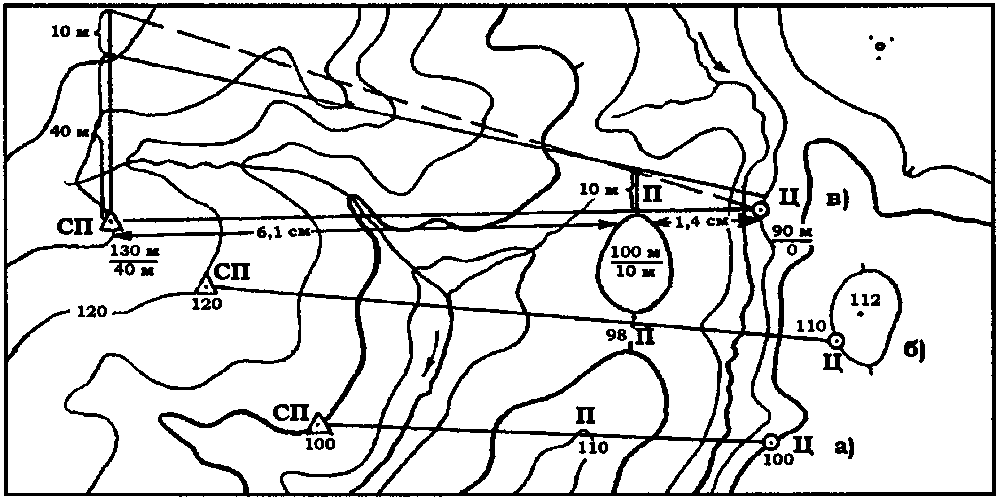 10 м
40 м
10 м
П
Ц
в)
СП
6,1 см
1,4 см
90 м
0
130 м
40 м
100 м
10 м
СП
120
120
112
110
98
П
Ц
б)
СП
100
П
110
100
Ц
а)